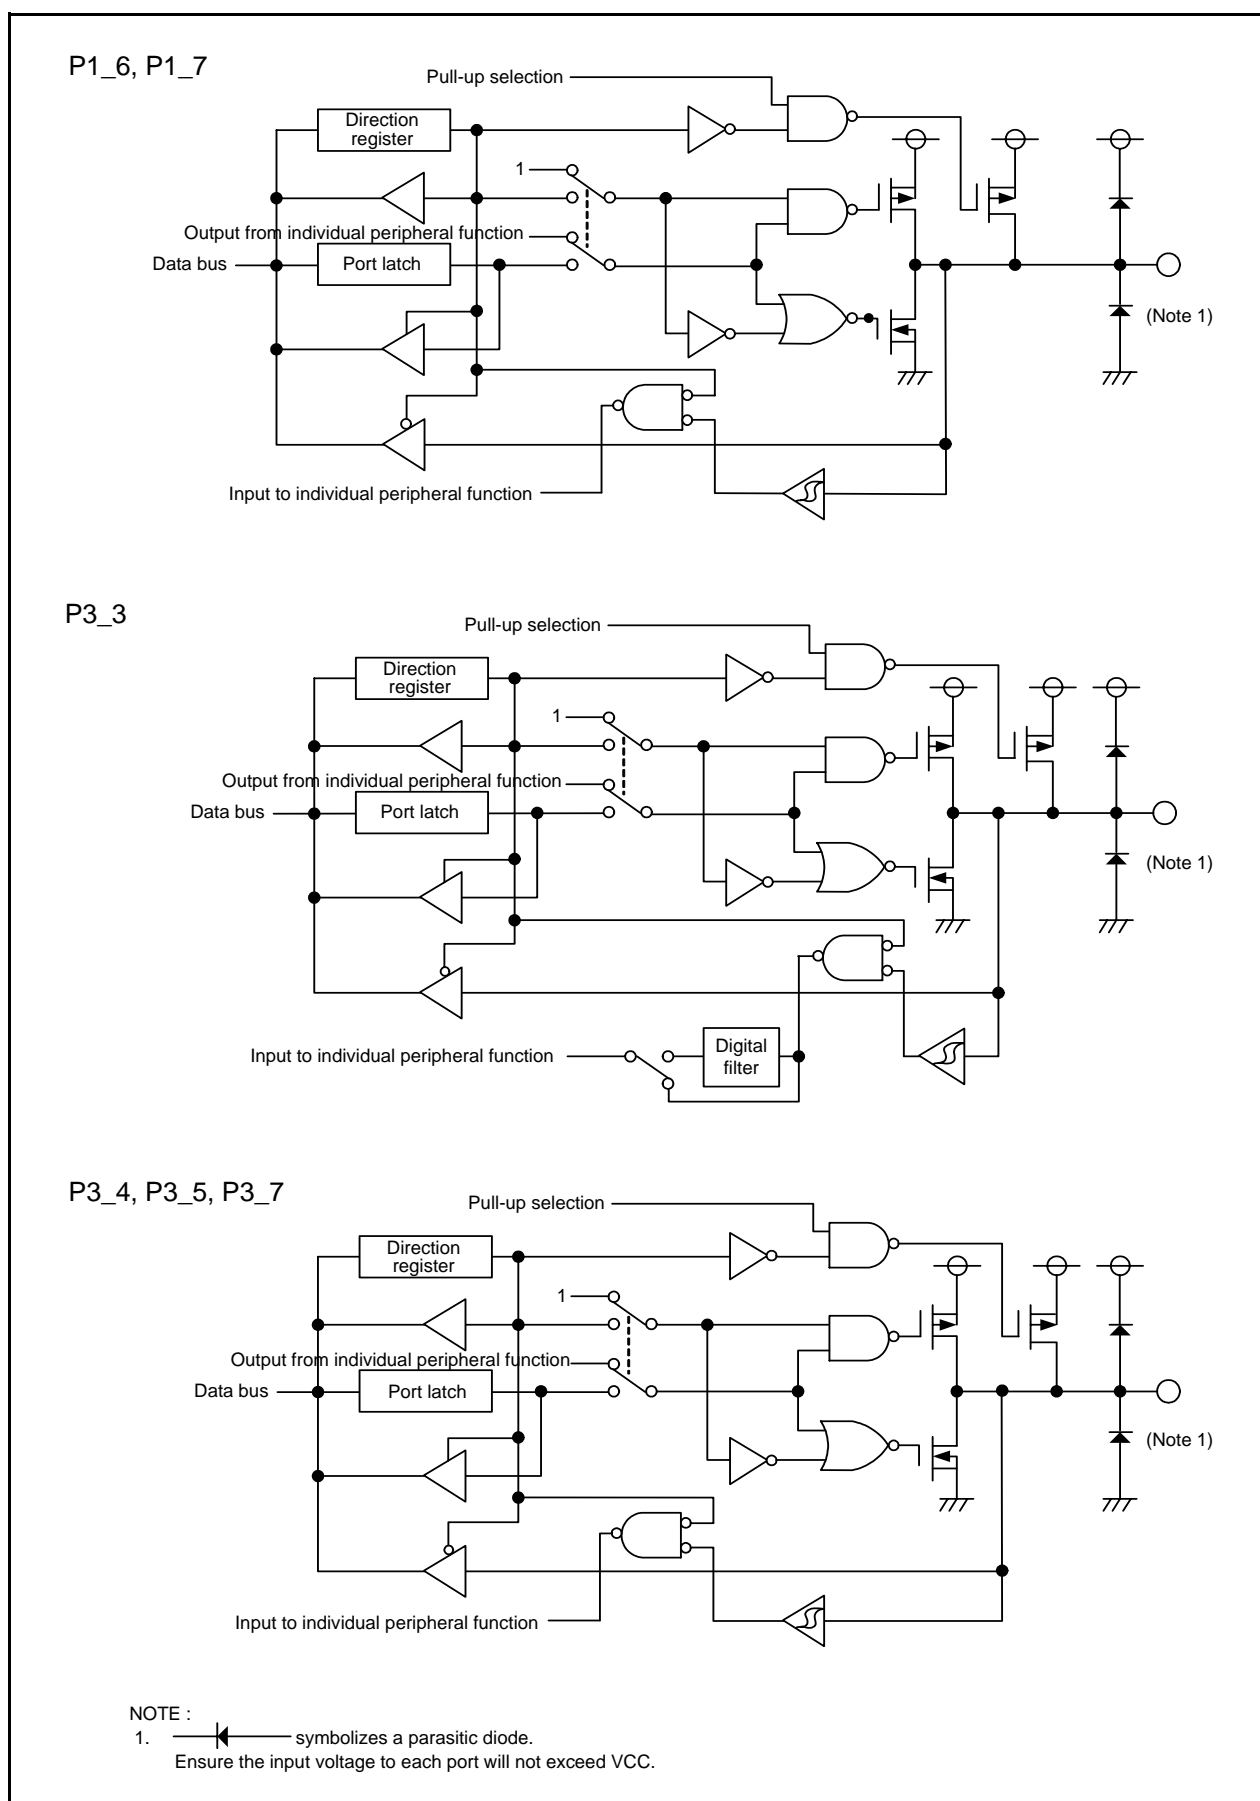 P1_6, P1_7
Pull-up selection
Direction
register
1
Output from individual peripheral function
Data bus
Port latch
(Note 1)
Input to individual peripheral function
P3_3
Pull-up selection
Direction
register
1
Output from individual peripheral function
Data bus
Port latch
(Note 1)
Input to individual peripheral function
Digital
filter
P3_4, P3_5, P3_7
Pull-up selection
Direction
register
1
Output from individual peripheral function
Data bus
Port latch
(Note 1)
Input to individual peripheral function
NOTE :
1. symbolizes a parasitic diode.
Ensure the input voltage to each port will not exceed VCC.